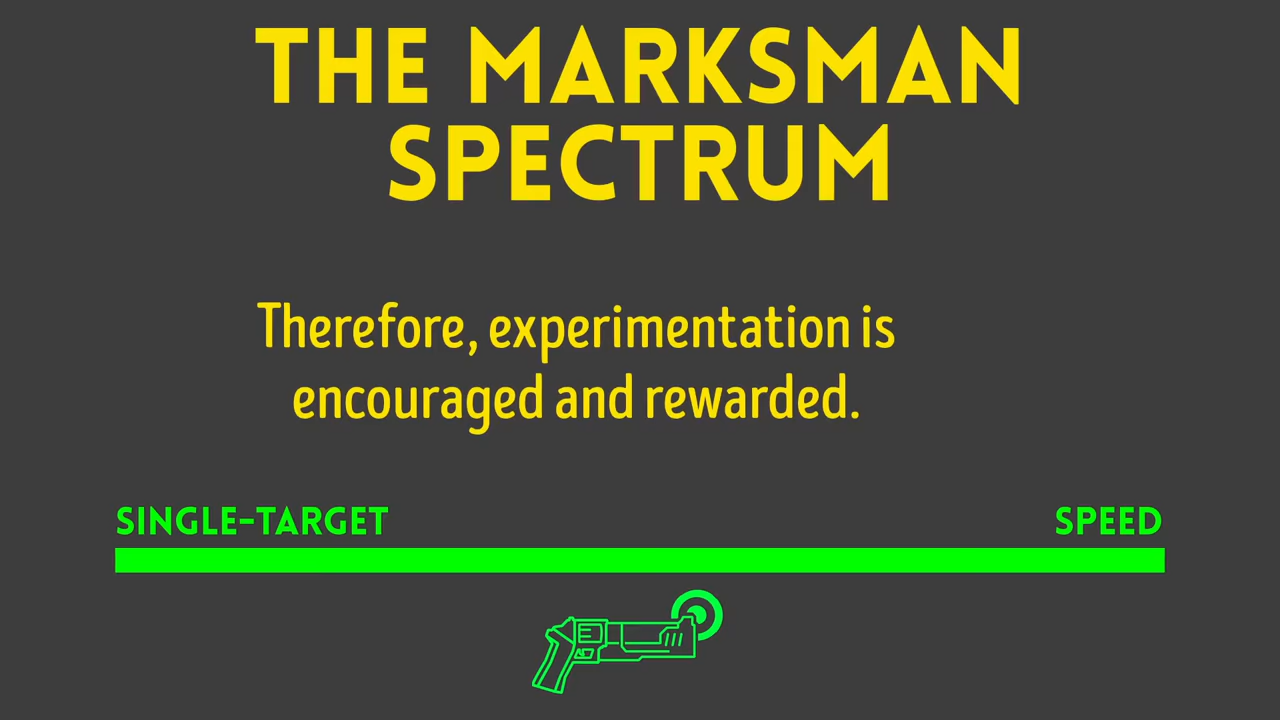 THE MARKSMAN
SPECTRUM
Therefore, experimentation is
encouraged and rewarded.
SINGLE-TARGET
SPEED